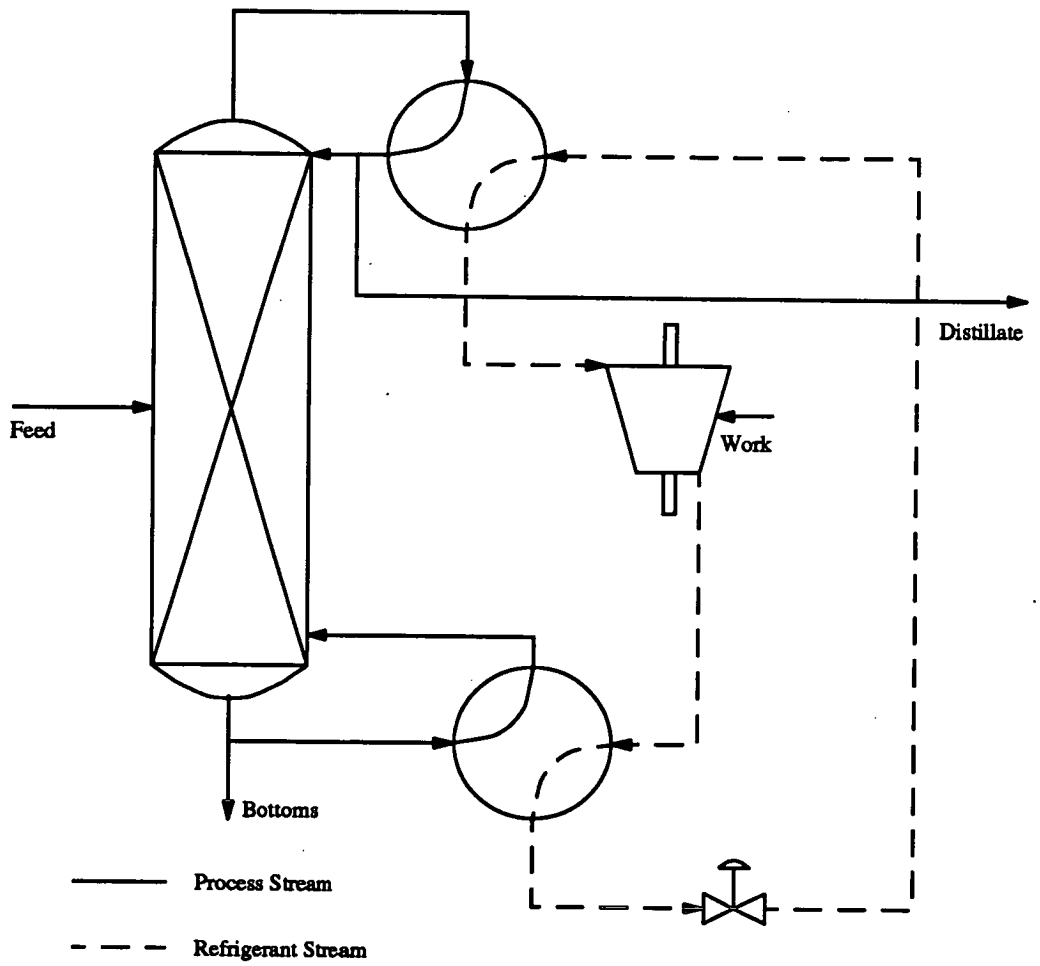 Distillate
Feed
Work
Bottoms
Process Stream
Refrigerant Stream